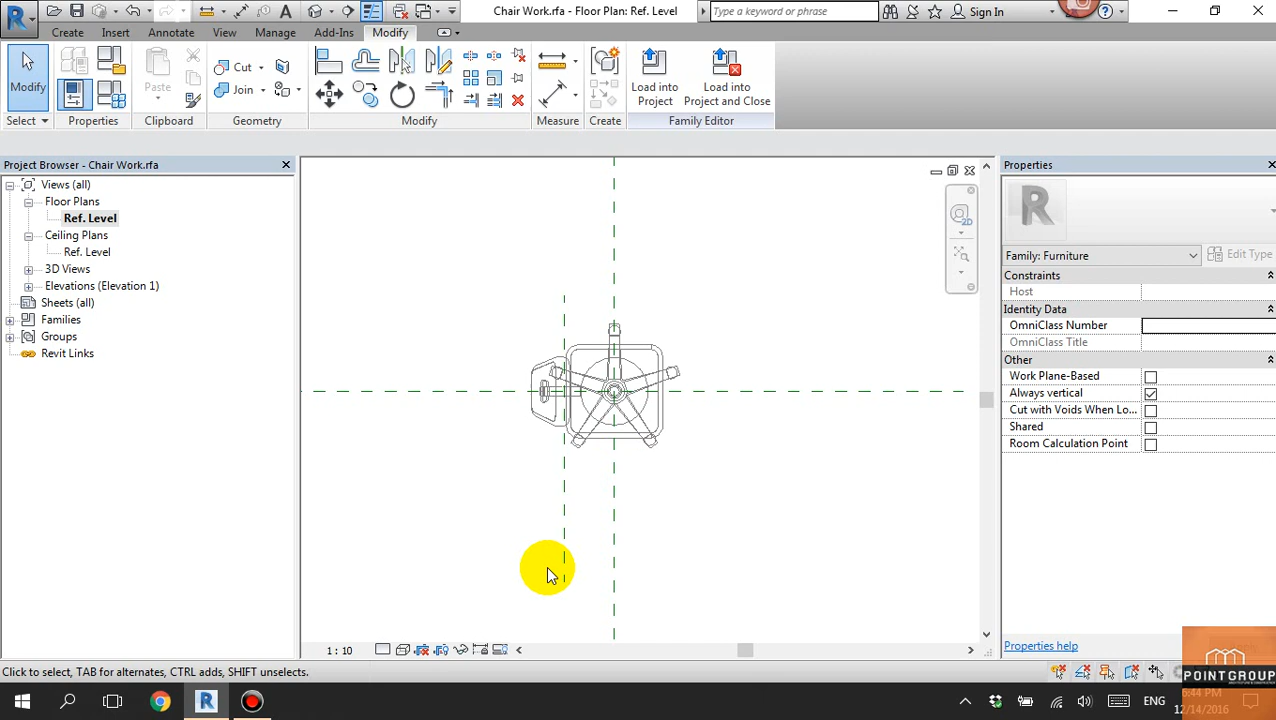 Chair Work.rfa - Floor Plan: Ref. Level
Type a keyword or phrase
Sign In
Create
Insert
Annotate
View
Manage
Add-Ins
Modify
Modify
Paste
Cut
Join
Load into
Project
Load into
Project and Close
Select
Properties
Clipboard
Geometry
Modify
Measure
Create
Family Editor
Project Browser - Chair Work.rfa
Views (all)
Floor Plans
Ref. Level
Ceiling Plans
Ref. Level
3D Views
Elevations (Elevation 1)
Sheets (all)
Families
Groups
Revit Links
2D
Properties
R
Family: Furniture
Edit Type
Constraints
Host
Identity Data
OmniClass Number
OmniClass Title
Other
Work Plane-Based
Always vertical
Cut with Voids When Lo...
Shared
Room Calculation Point
Properties help
1 : 10
Click to select, TAB for alternates, CTRL adds, SHIFT unselects.
POINTGROUP
ENG
6:44 PM
12/14/2016